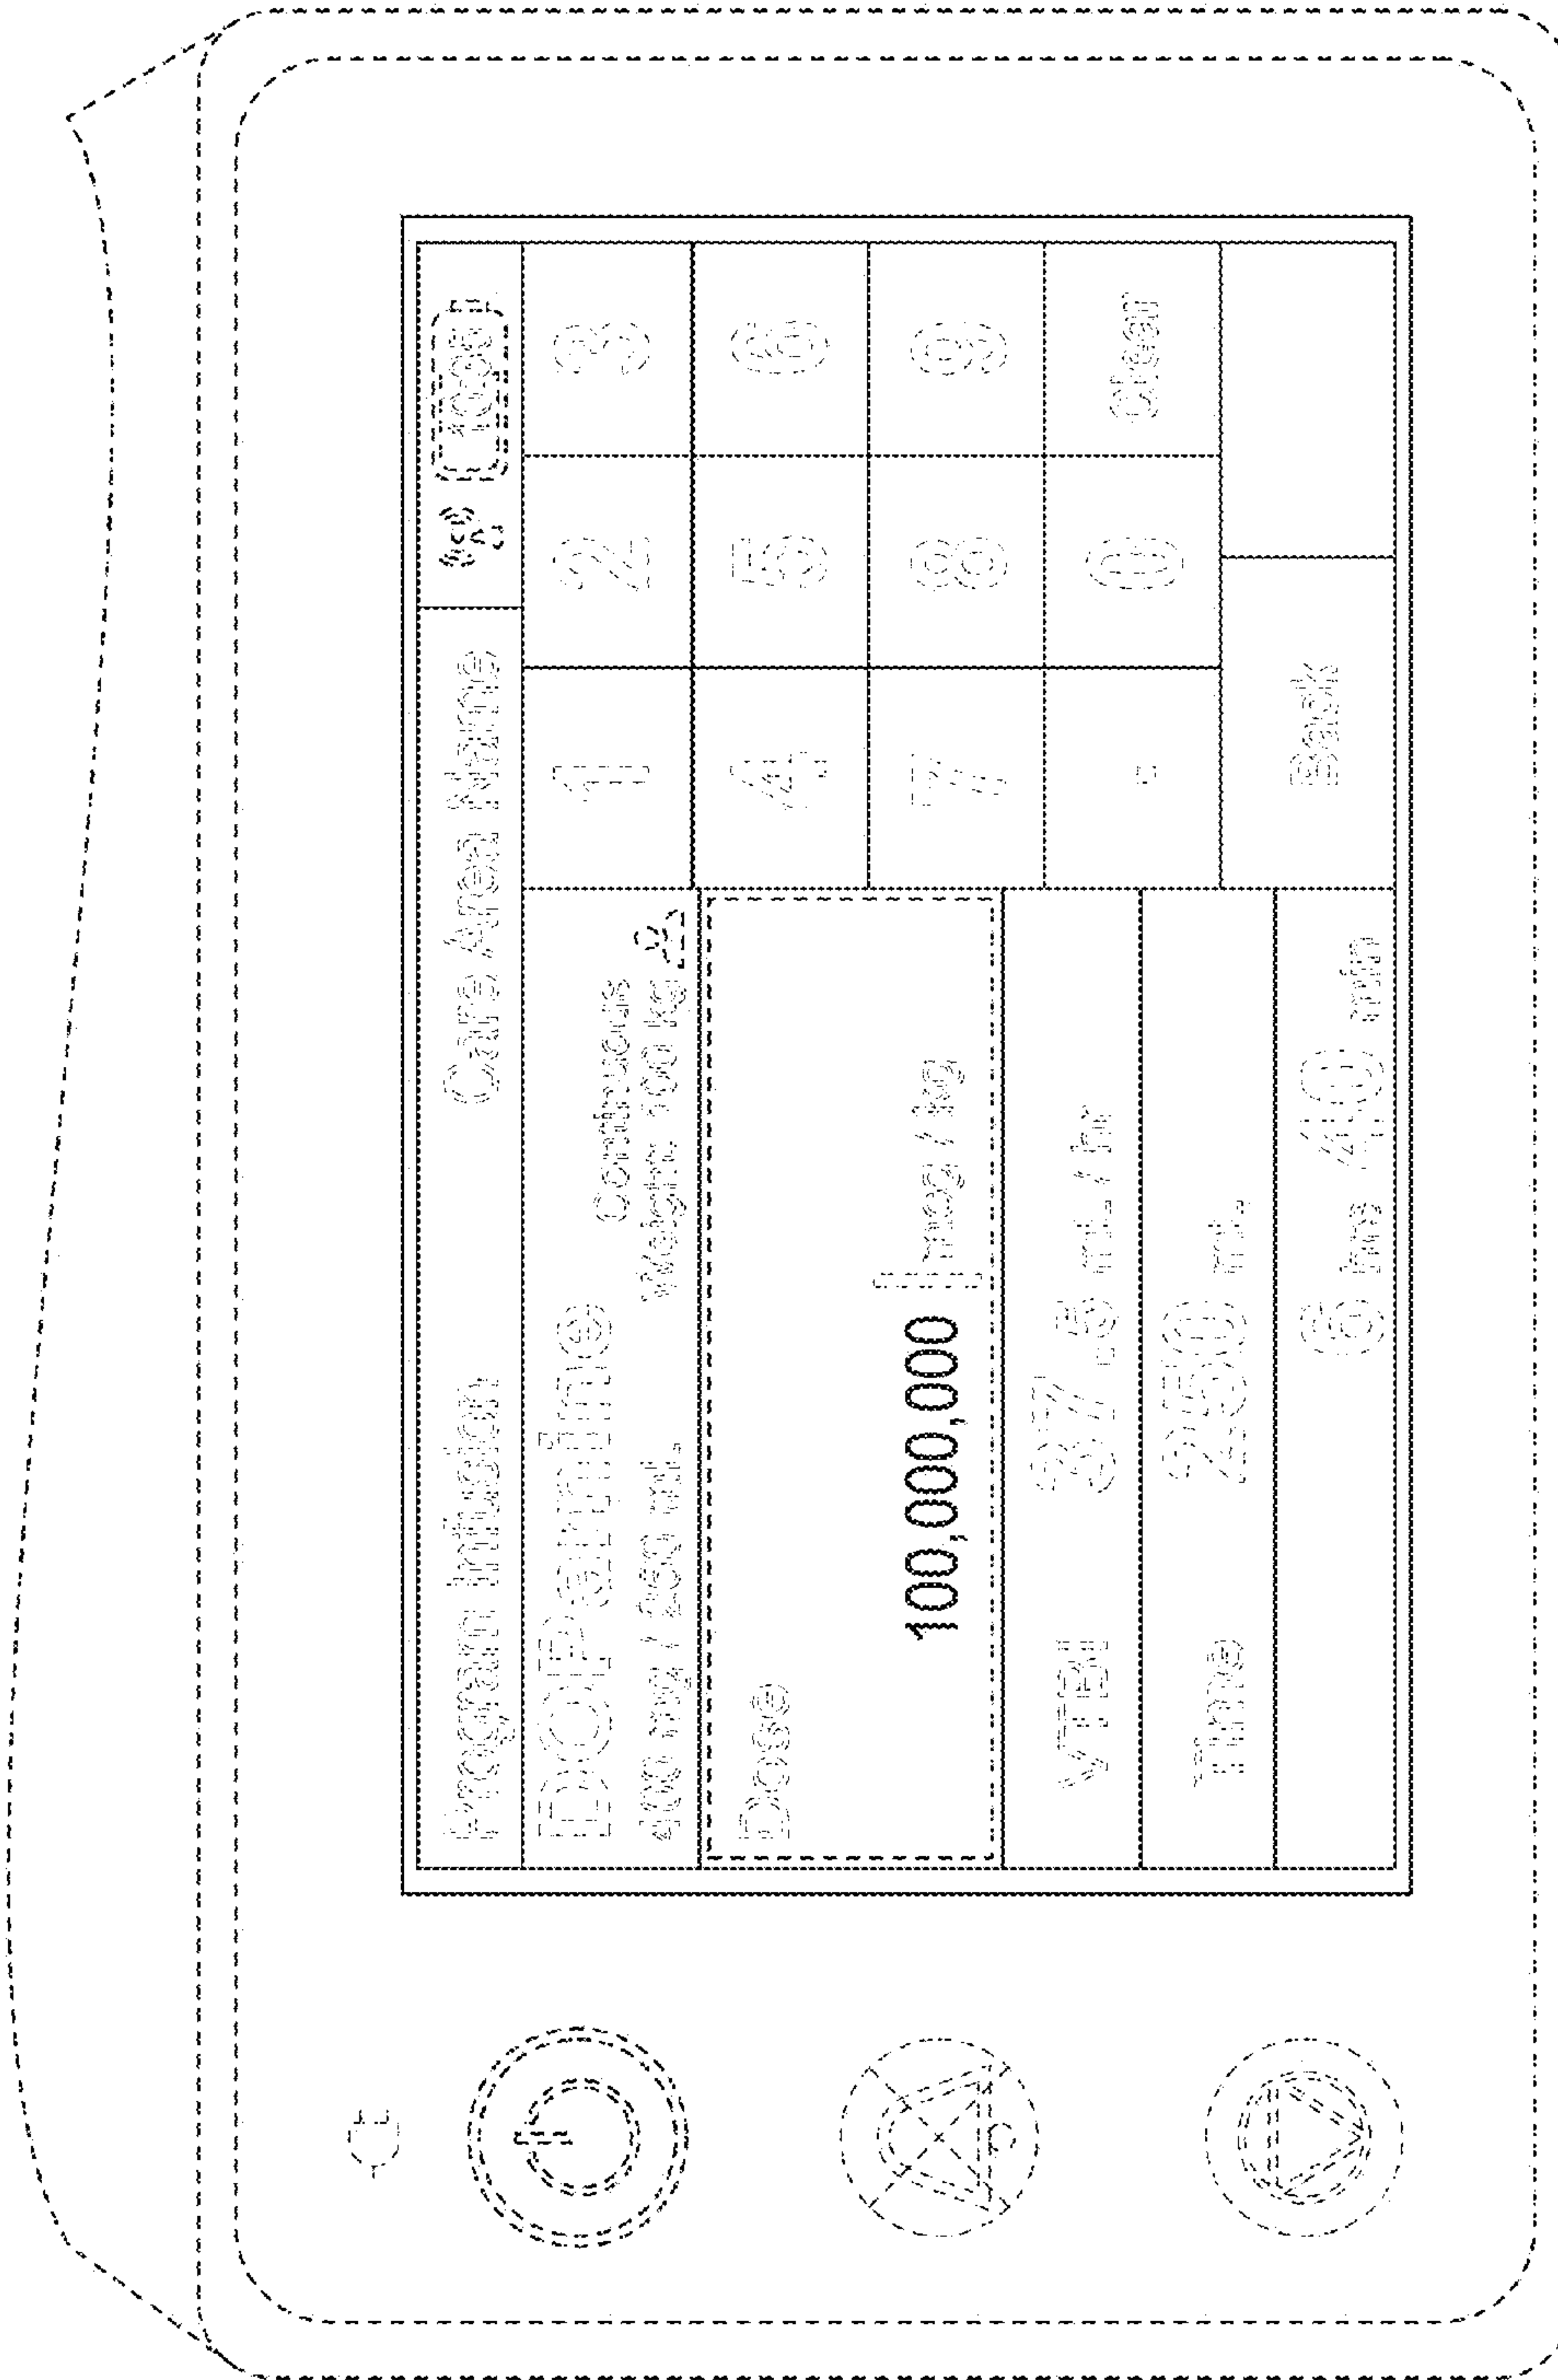 Program Infusion Care Area Name 10:35
DOPamine
Continuous
400 mg / 250 mL Weight: 100 kg
Dose
100,000,000 mcg / kg
37.5 mL / hr
VTBI 250 mL
Time 6 hrs 40 min
1 2 3
4 5 6
7 8 9
. 0 Clear
Back